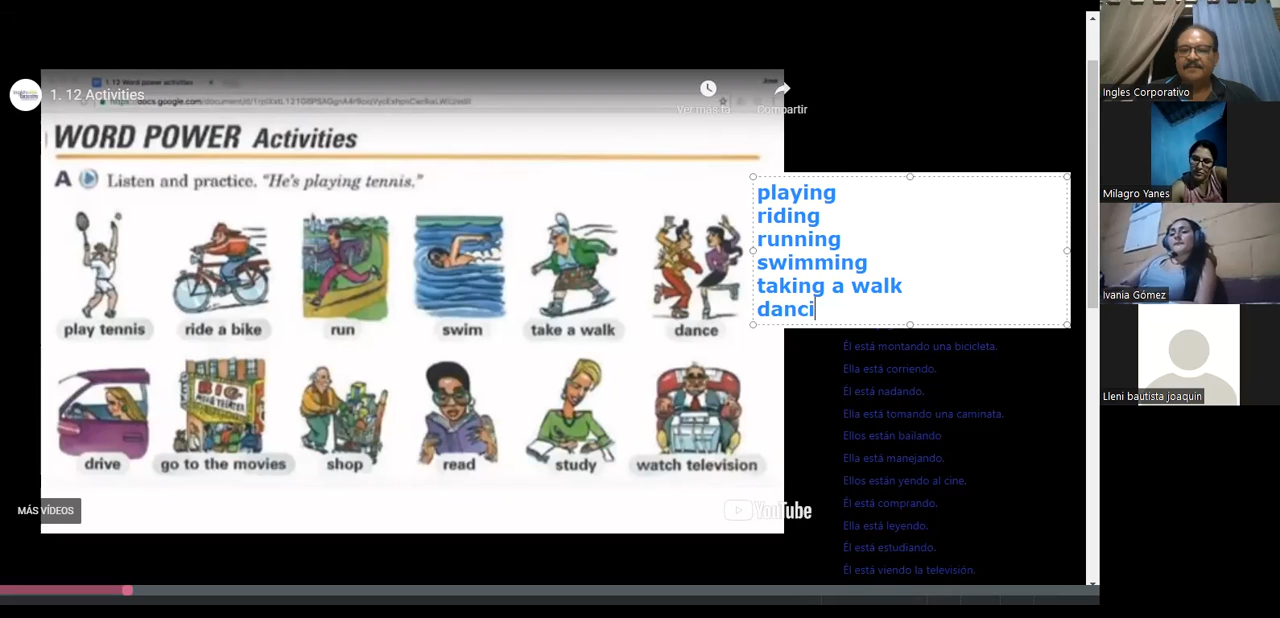 1. 12 Word power activities
1. 12 Activities
Ver más ta
Compartir
WORD POWER Activities
A Listen and practice. "He's playing tennis."
play tennis
ride a bike
run
swim
take a walk
dance
drive
go to the movies
shop
read
study
watch television
MÁS VÍDEOS
YouTube
playing
riding
running
swimming
taking a walk
danci
Él está montando una bicicleta.
Ella está corriendo.
Él está nadando.
Ella está tomando una caminata.
Ellos están bailando
Ella está manejando.
Ellos están yendo al cine.
Él está comprando.
Ella está leyendo.
Él está estudiando.
Él está viendo la televisión.
Ingles Corporativo
Milagro Yanes
Ivania Gómez
Lleni bautista joaquin